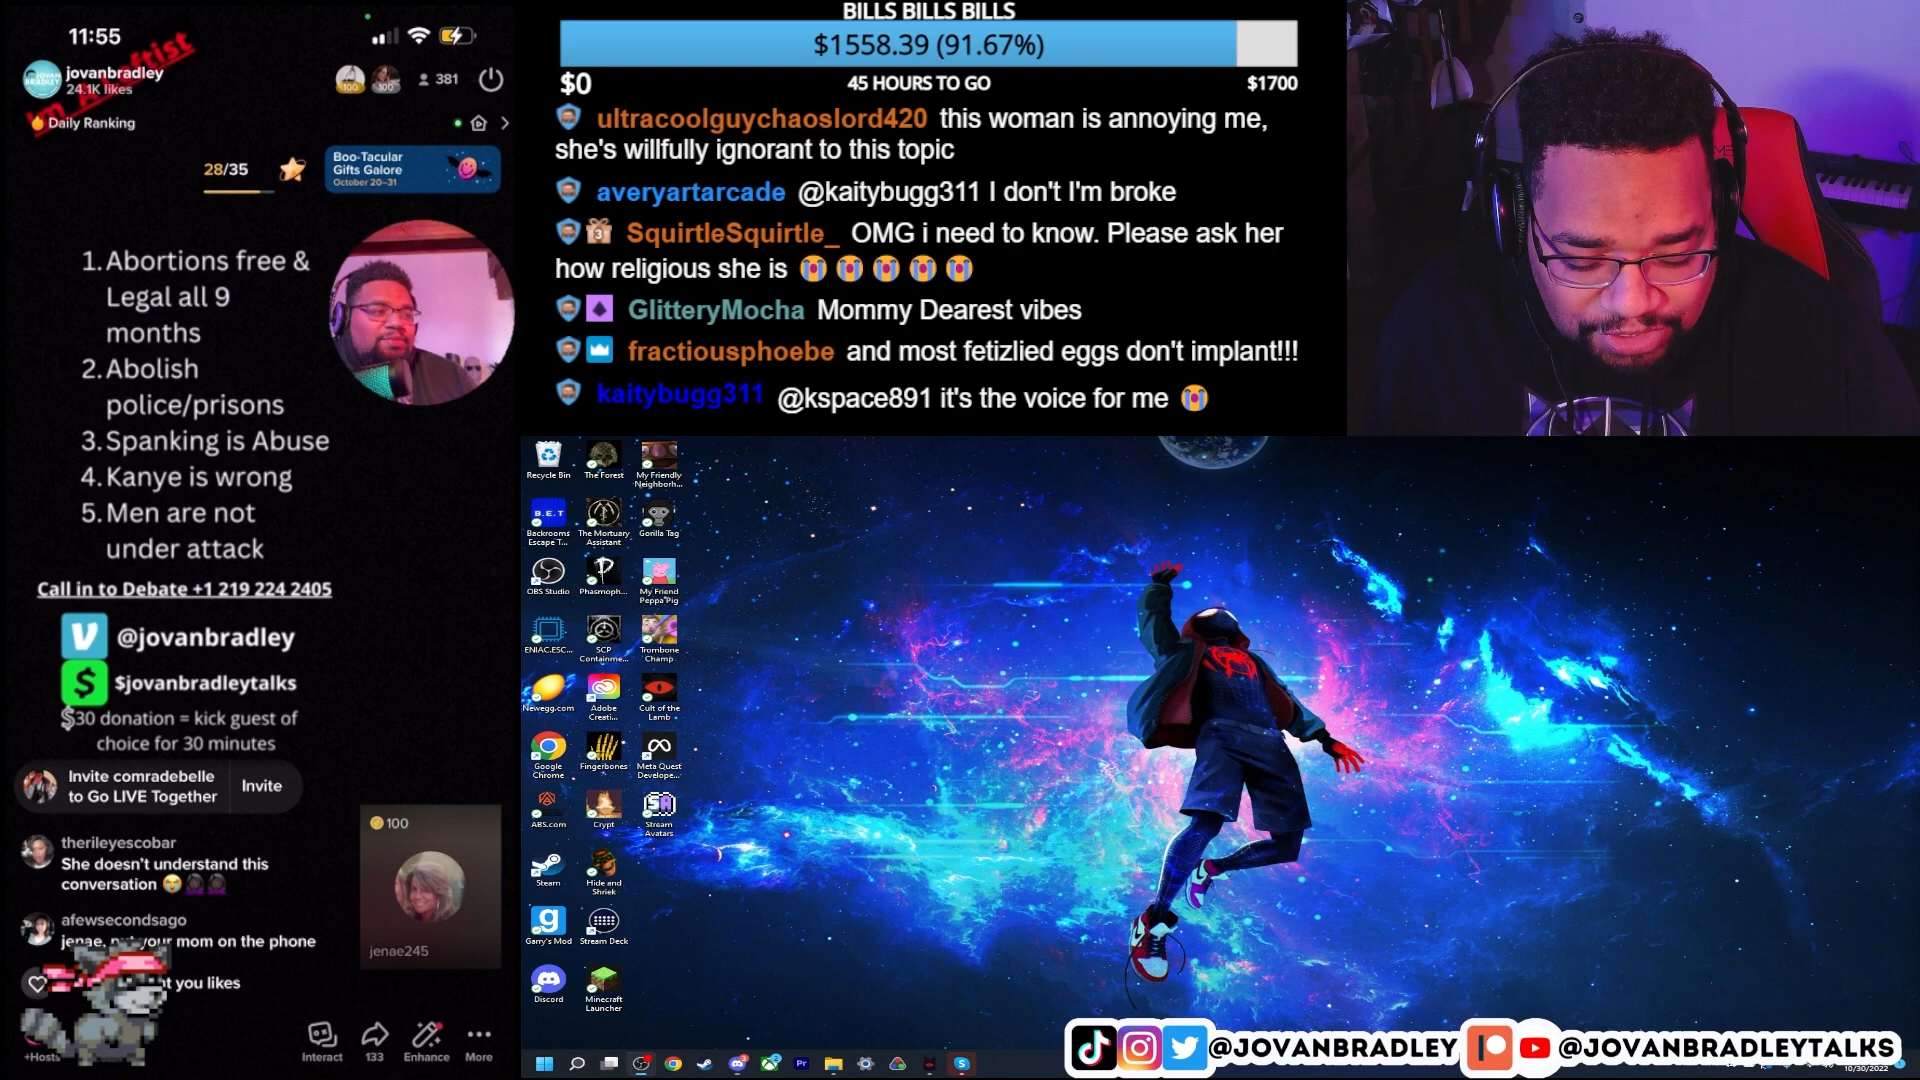 11:55
Im_A_Leftist
jovanbradley
24.1K likes
100
100
381
Daily Ranking
28/35
Boo-Tacular
Gifts Galore
October 20–31
1. Abortions free &
Legal all 9
months
2. Abolish
police/prisons
3. Spanking is Abuse
4. Kanye is wrong
5. Men are not
under attack
Call in to Debate +1 219 224 2405
@jovanbradley
$jovanbradleytalks
$30 donation = kick guest of
choice for 30 minutes
Invite comradebelle
to Go LIVE Together
Invite
therileyescobar
She doesn't understand this
conversation
afewsecondsago
jenae, put your mom on the phone
t you likes
100
jenae245
+Hosts
Interact
133
Enhance
More
BILLS BILLS BILLS
$1558.39 (91.67%)
$0
45 HOURS TO GO
$1700
ultracoolguychaoslord420 this woman is annoying me,
she's willfully ignorant to this topic
averyartarcade @kaitybugg311 I don't I'm broke
SquirtleSquirtle_ OMG i need to know. Please ask her
how religious she is
GlitteryMocha Mommy Dearest vibes
fractiousphoebe and most fetizlied eggs don't implant!!!
kaitybugg311 @kspace891 it's the voice for me
Recycle Bin
The Forest
My Friendly
Neighborh...
B.E.T
Backrooms
Escape T...
The Mortuary
Assistant
Gorilla Tag
OBS Studio
Phasmoph...
My Friend
Peppa Pig
ENIAC.ESC...
SCP
Containme...
Trombone
Champ
Newegg.com
Adobe
Creati...
Cult of the
Lamb
Google
Chrome
Fingerbones
Meta Quest
Develope...
ABS.com
Crypt
Stream
Avatars
Steam
Hide and
Shriek
Garry's Mod
Stream Deck
Discord
Minecraft
Launcher
@JOVANBRADLEY
@JOVANBRADLEYTALKS
10/30/2022